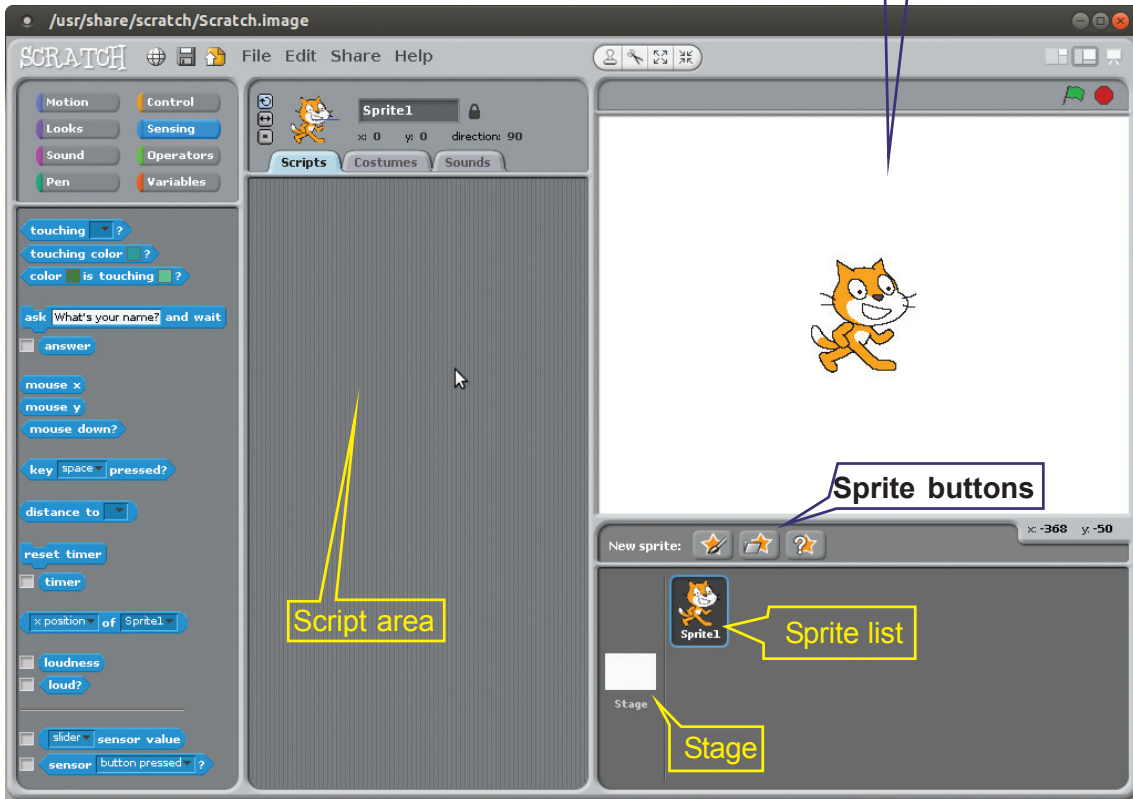 /usr/share/scratch/Scratch.image
SCRATCH File Edit Share Help
Motion Control
Looks Sensing
Sound Operators
Pen Variables
Sprite1
x: 0 y: 0 direction: 90
Scripts Costumes Sounds
touching ?
touching color ?
color is touching ?
ask What's your name? and wait
answer
mouse x
mouse y
mouse down?
key space pressed?
distance to
reset timer
timer
x position of Sprite1
loudness
loud?
slider sensor value
sensor button pressed ?
Script area
Sprite buttons
x: -368 y: -50
New sprite:
Sprite1
Sprite list
Stage
Stage